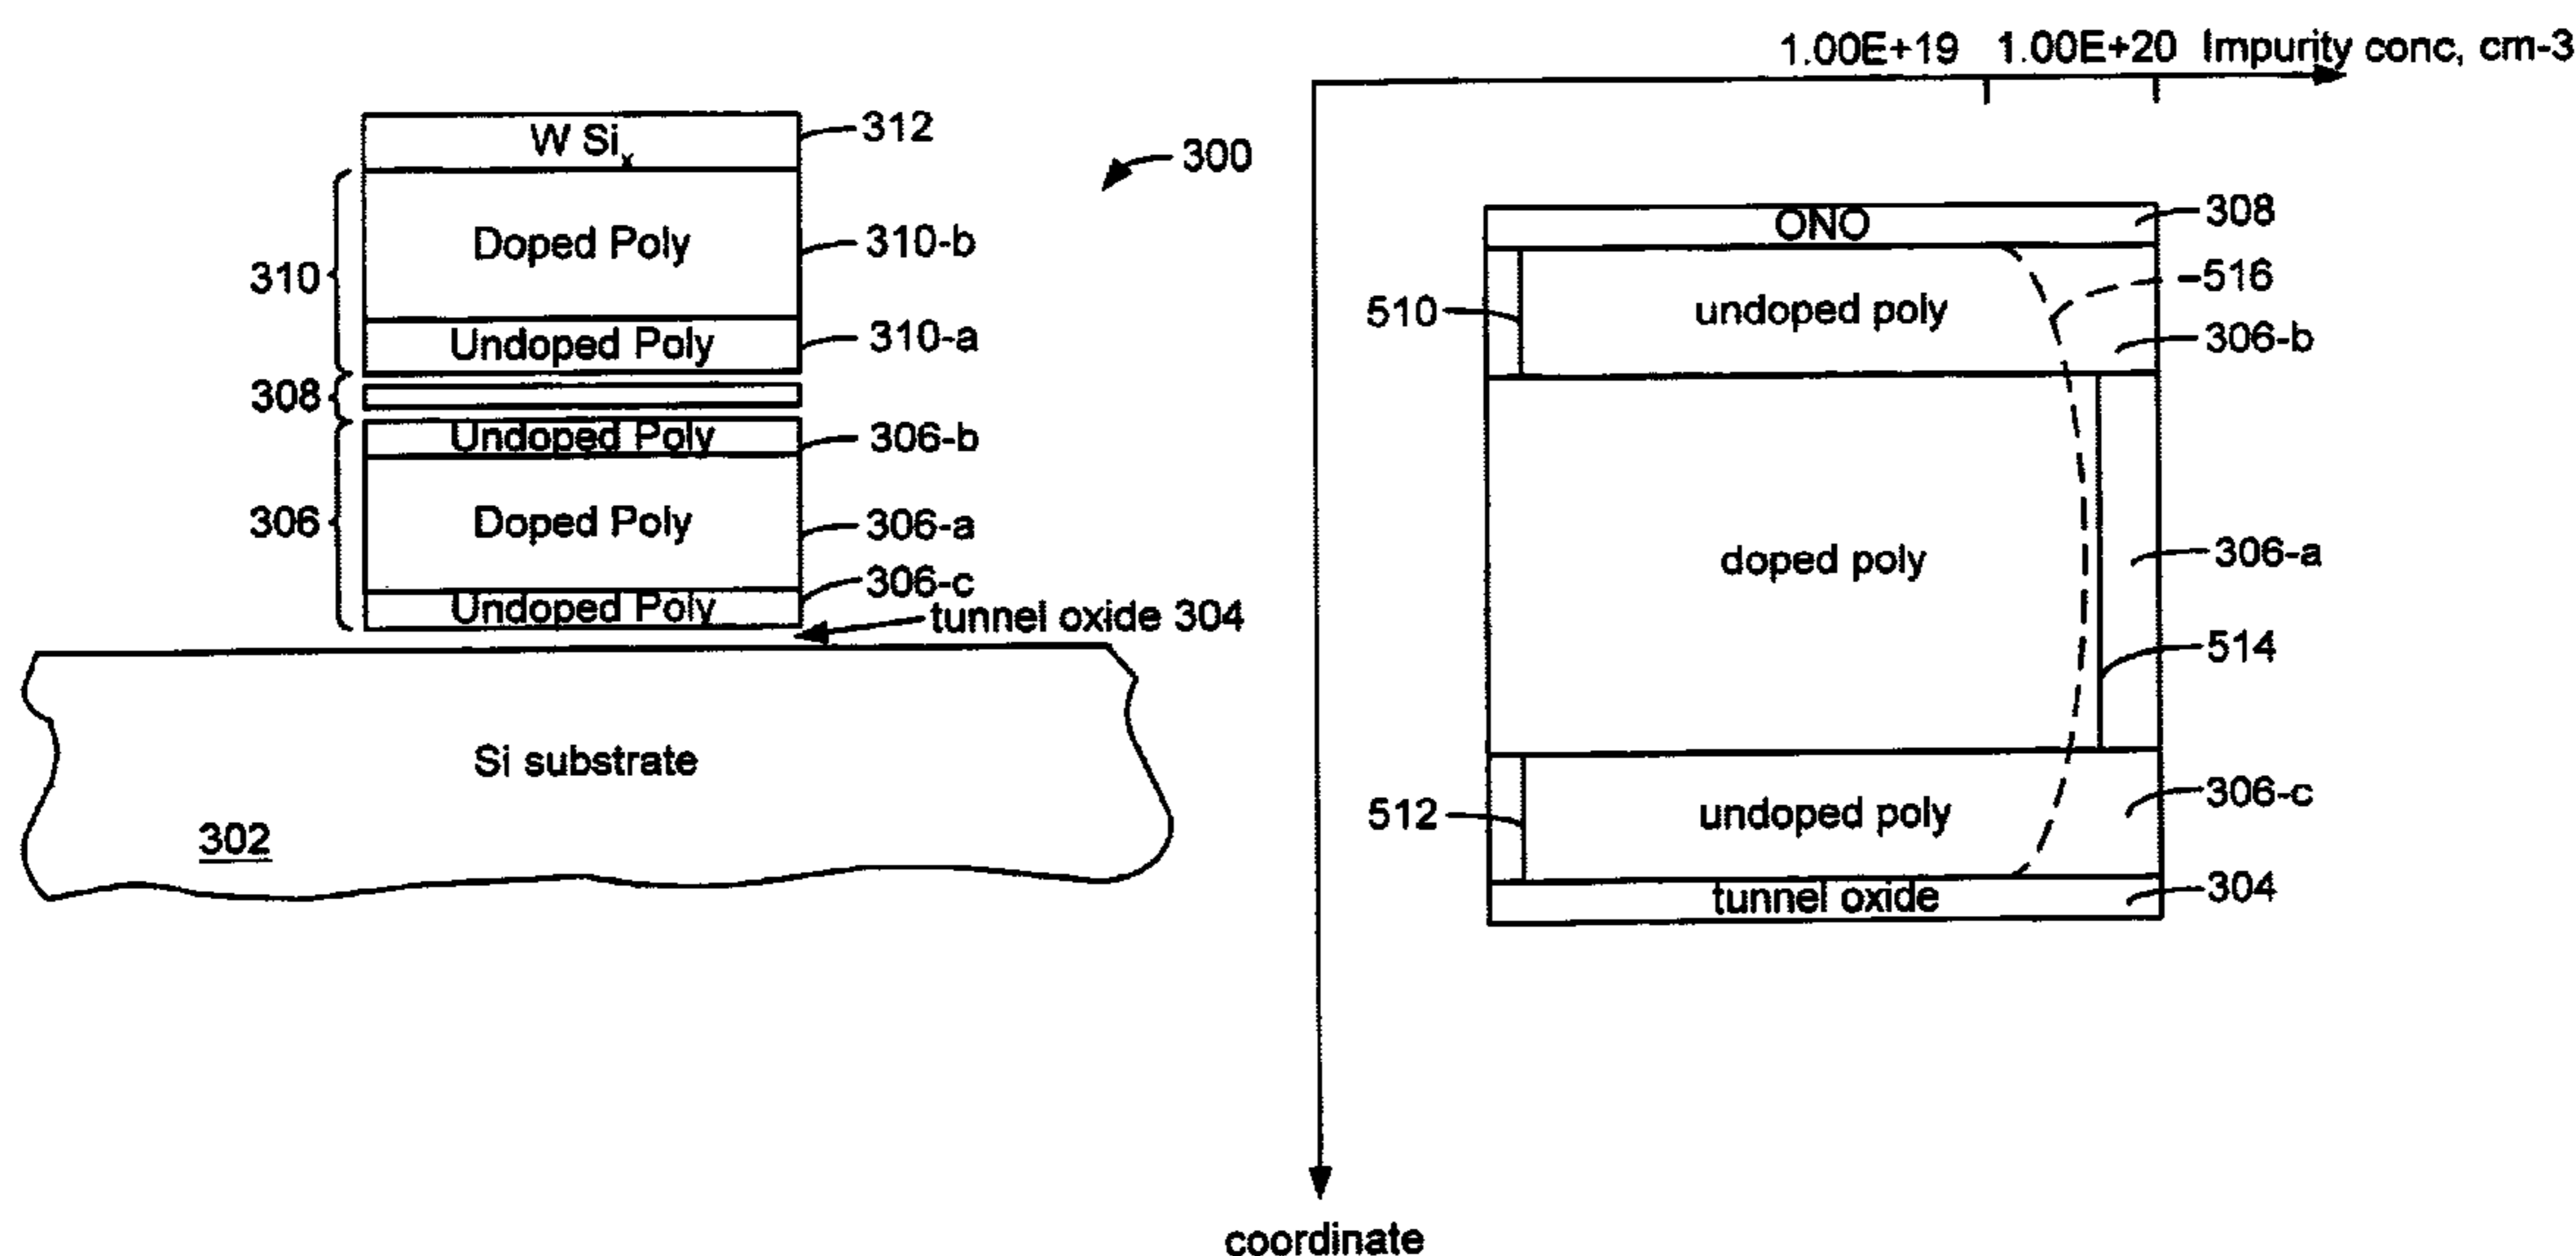 1.00E+19 1.00E+20 Impurity conc, cm-3
W Six
312
300
Doped Poly
310-b
310
Undoped Poly
310-a
308
Undoped Poly
306-b
306
Doped Poly
306-a
306-c
Undoped Poly
tunnel oxide 304
Si substrate
302
ONO
308
510
undoped poly
516
306-b
doped poly
306-a
514
512
undoped poly
306-c
tunnel oxide
304
coordinate